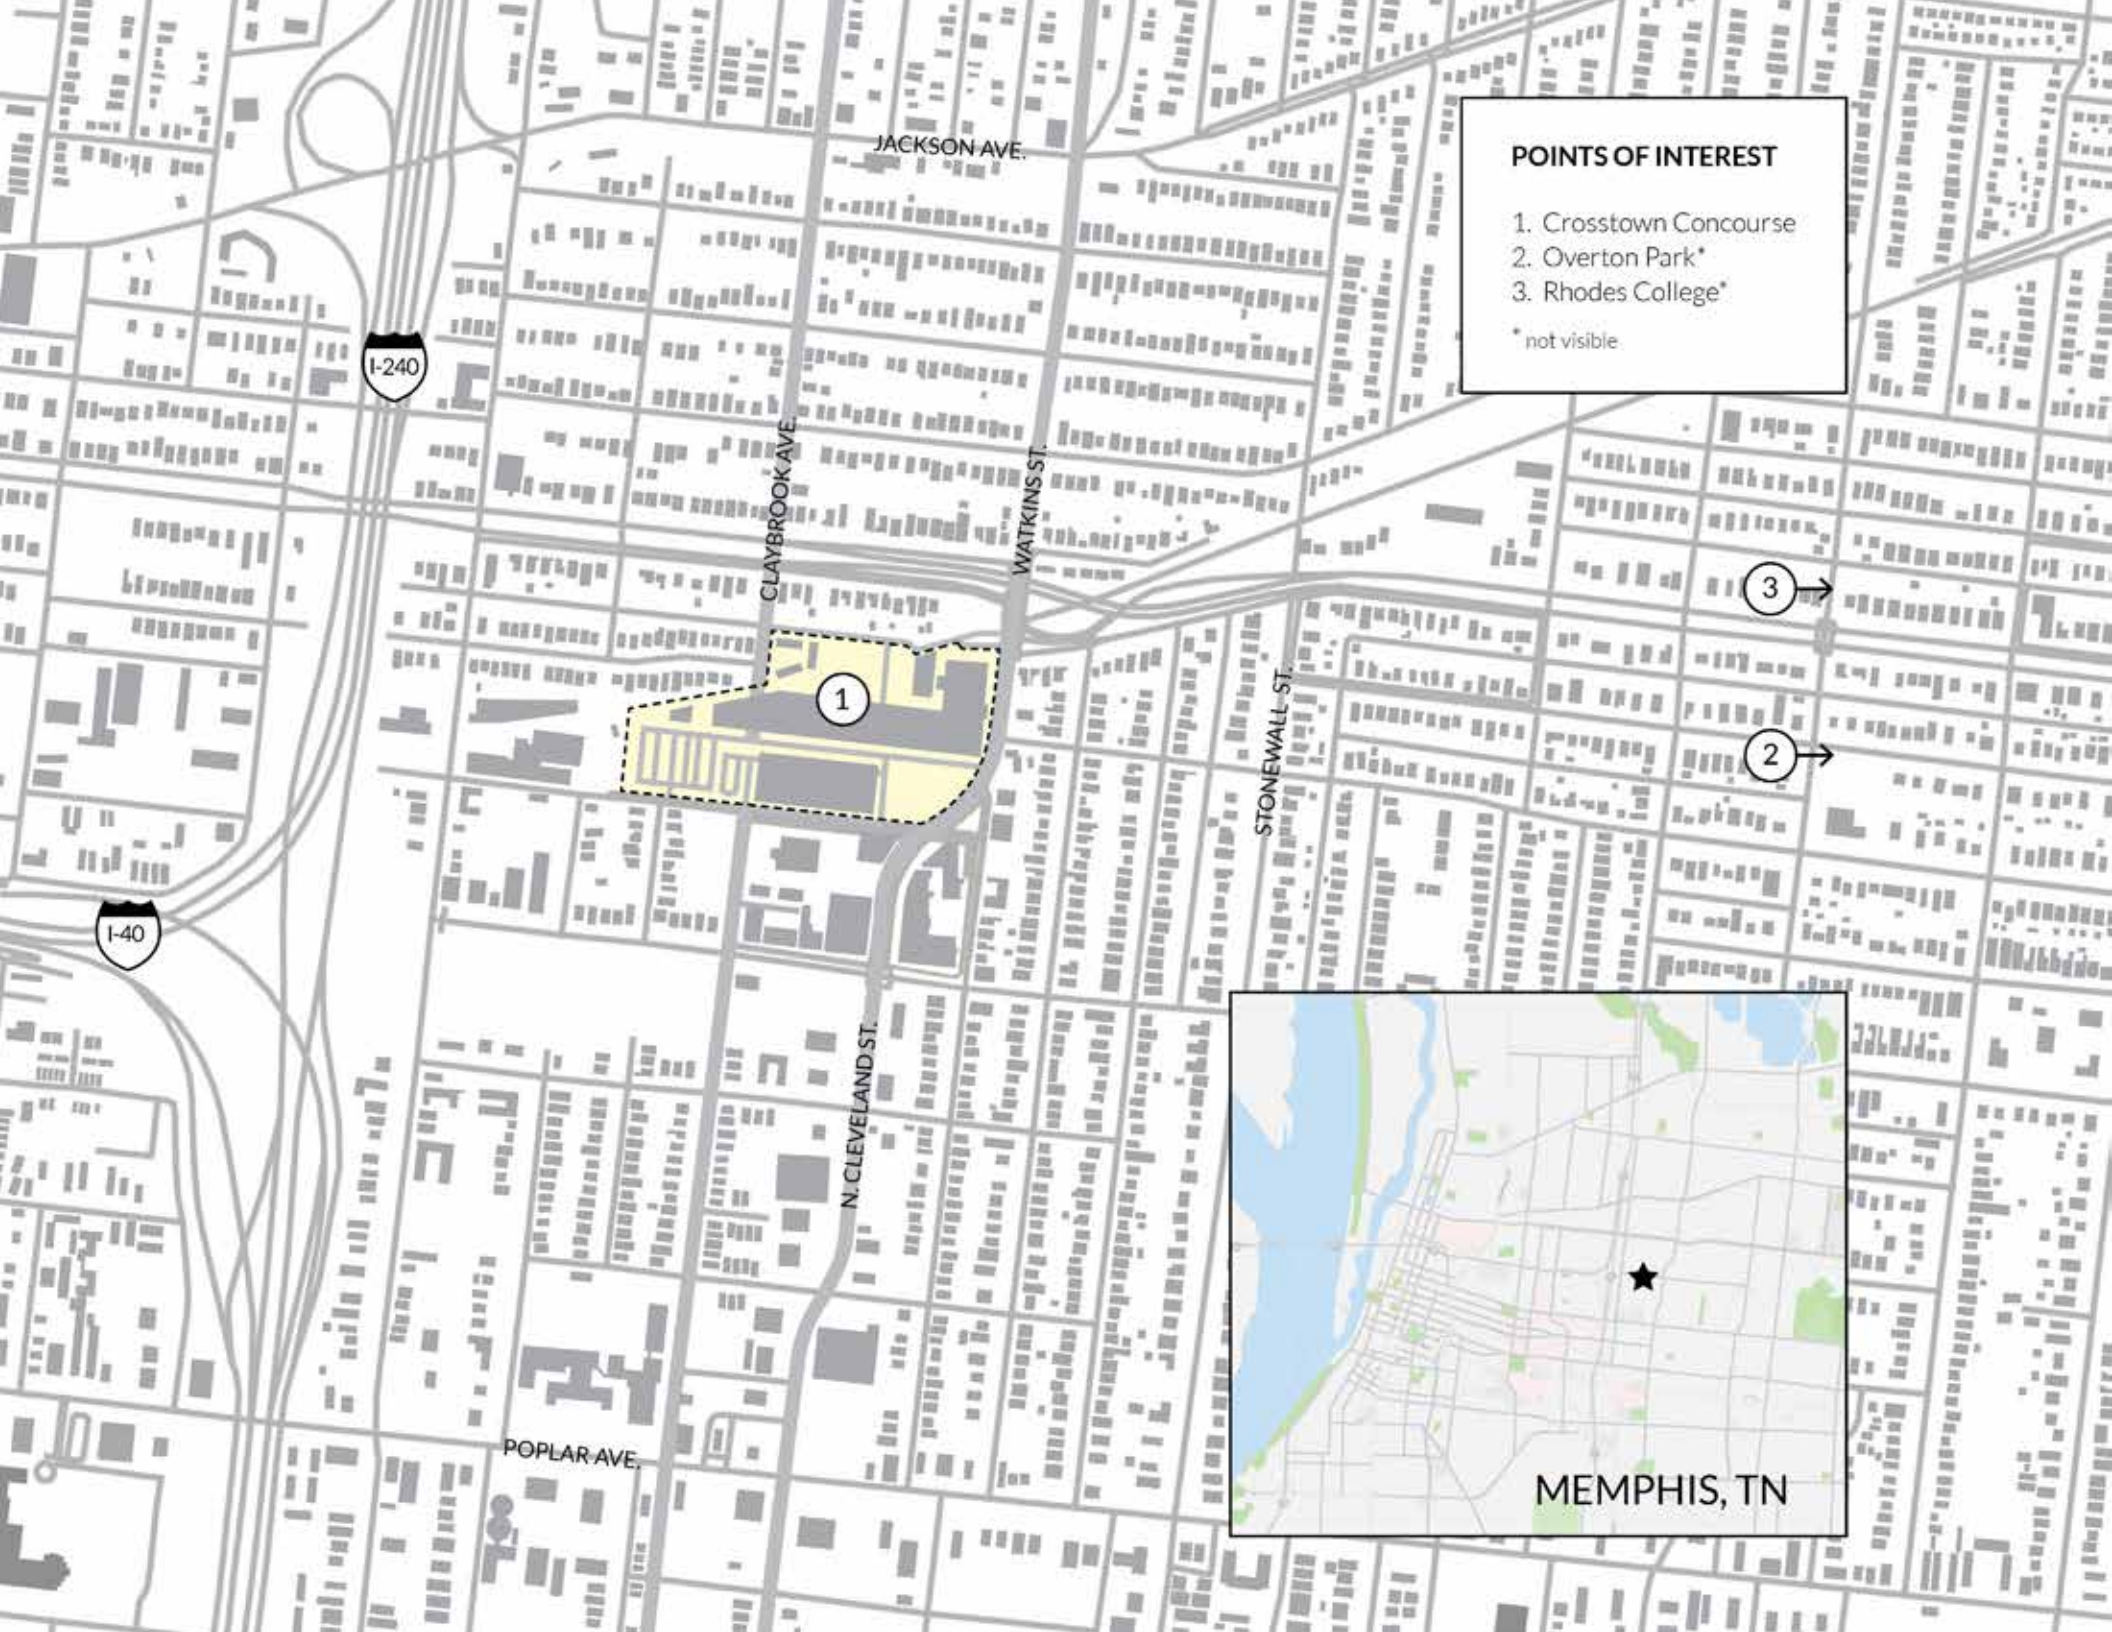 JACKSON AVE.
POINTS OF INTEREST
1. Crosstown Concourse
2. Overton Park*
3. Rhodes College*
* not visible
I-240
CLAYBROOK AVE.
WATKINS ST.
3
1
2
STONEWALL ST.
I-40
N. CLEVELAND ST.
POPLAR AVE.
MEMPHIS, TN